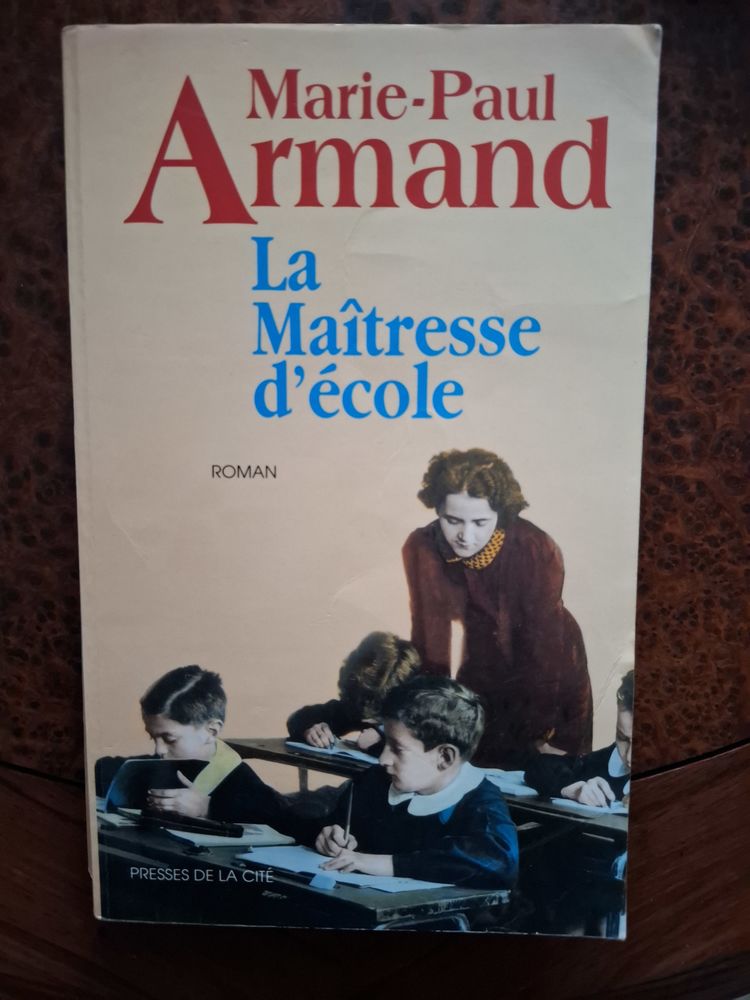 Marie-Paul
Armand
La
Maîtresse
d'école
ROMAN
PRESSES DE LA CITÉ